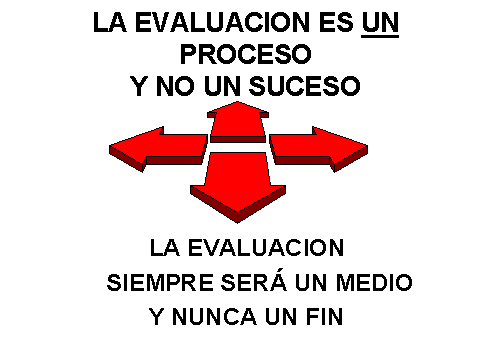 LA EVALUACION ES UN
PROCESO
Y NO UN SUCESO
LA EVALUACION
SIEMPRE SERÁ UN MEDIO
Y NUNCA UN FIN